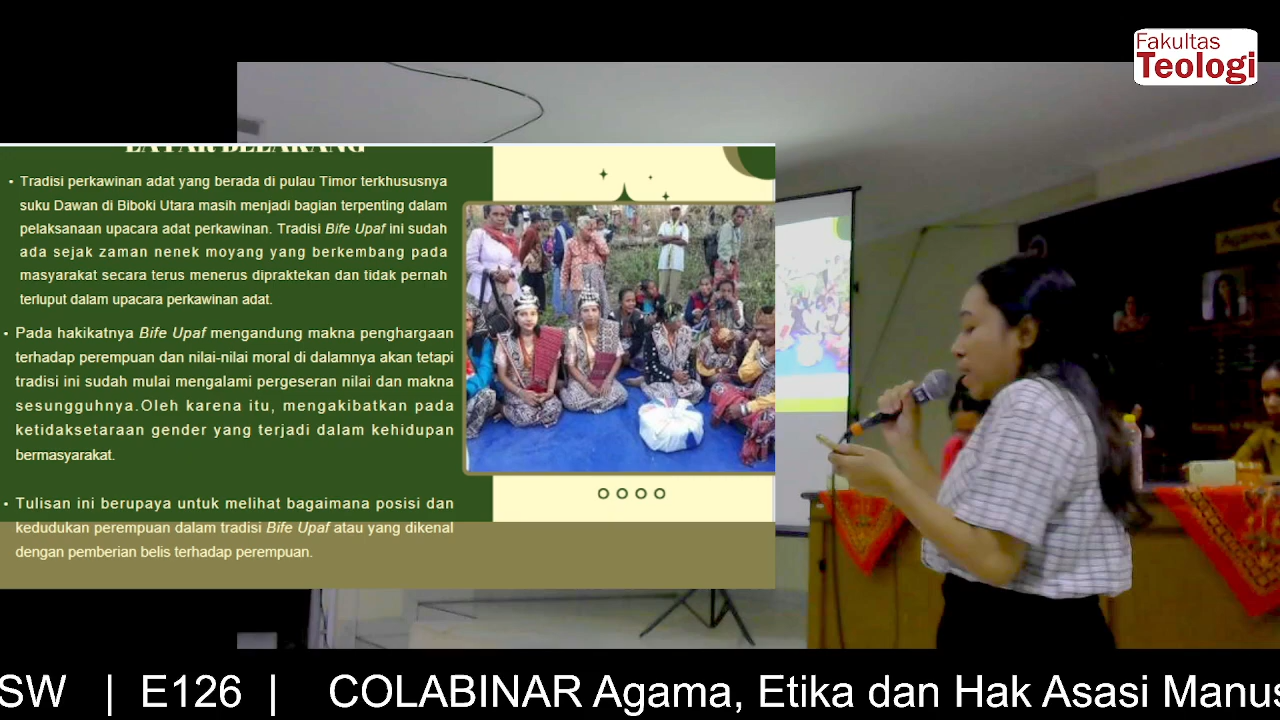 Fakultas
Teologi
LATAR BELAKANG
• Tradisi perkawinan adat yang berada di pulau Timor terkhususnya
suku Dawan di Biboki Utara masih menjadi bagian terpenting dalam
pelaksanaan upacara adat perkawinan. Tradisi Bife Upaf ini sudah
ada sejak zaman nenek moyang yang berkembang pada
masyarakat secara terus menerus dipraktekan dan tidak pernah
terluput dalam upacara perkawinan adat.
• Pada hakikatnya Bife Upaf mengandung makna penghargaan
terhadap perempuan dan nilai-nilai moral di dalamnya akan tetapi
tradisi ini sudah mulai mengalami pergeseran nilai dan makna
sesungguhnya.Oleh karena itu, mengakibatkan pada
ketidaksetaraan gender yang terjadi dalam kehidupan
bermasyarakat.
• Tulisan ini berupaya untuk melihat bagaimana posisi dan
kedudukan perempuan dalam tradisi Bife Upaf atau yang dikenal
dengan pemberian belis terhadap perempuan.
SW | E126 | COLABINAR Agama, Etika dan Hak Asasi Manus